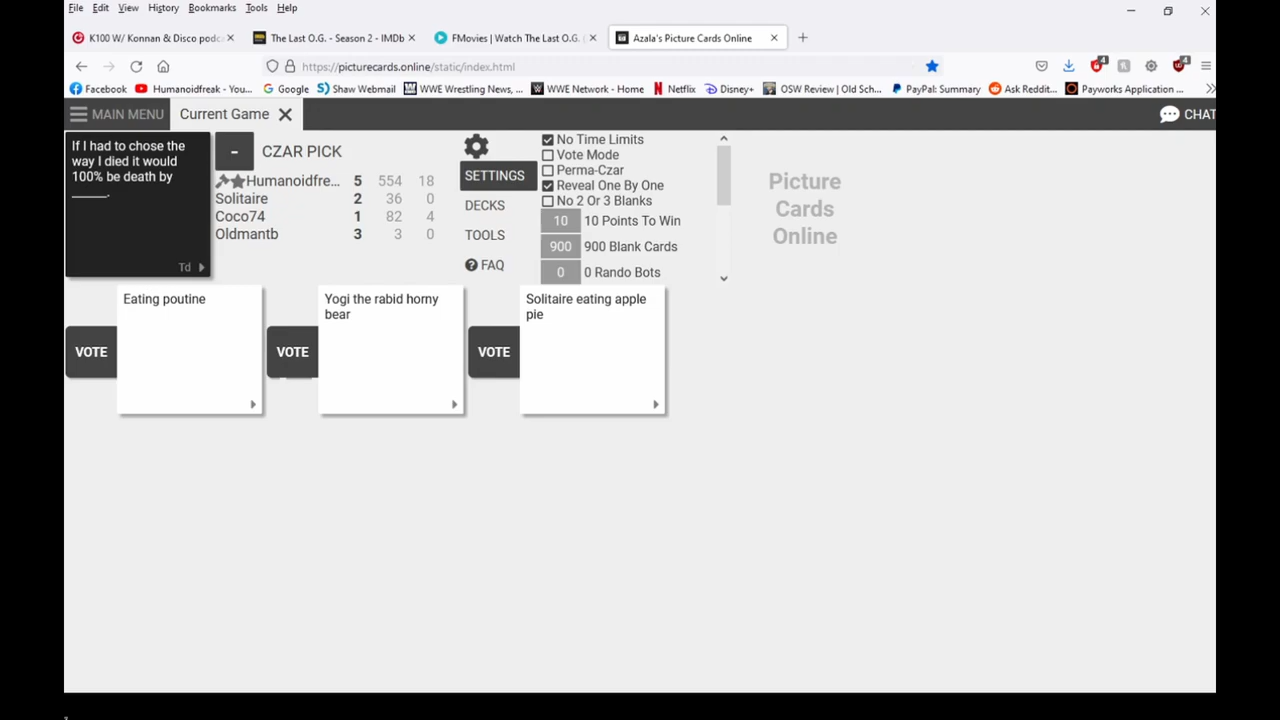 File Edit View History Bookmarks Tools Help
K100 W/ Konnan & Disco podc
The Last O.G. - Season 2 - IMDb
FMovies | Watch The Last O.G. (
Azala's Picture Cards Online
https://picturecards.online/static/index.html
4
4
Facebook
Humanoidfreak - You...
Google
Shaw Webmail
WWE Wrestling News, ...
WWE Network - Home
Netflix
Disney+
OSW Review | Old Sch...
PayPal: Summary
Ask Reddit...
Payworks Application ...
MAIN MENU
Current Game
CHAT
If I had to chose the
way I died it would
100% be death by
_____.
Td
-
CZAR PICK
Humanoidfre... 5 554 18
Solitaire 2 36 0
Coco74 1 82 4
Oldmantb 3 3 0
SETTINGS
DECKS
TOOLS
FAQ
No Time Limits
Vote Mode
Perma-Czar
Reveal One By One
No 2 Or 3 Blanks
10 10 Points To Win
900 900 Blank Cards
0 0 Rando Bots
Picture
Cards
Online
VOTE
Eating poutine
VOTE
Yogi the rabid horny
bear
VOTE
Solitaire eating apple
pie